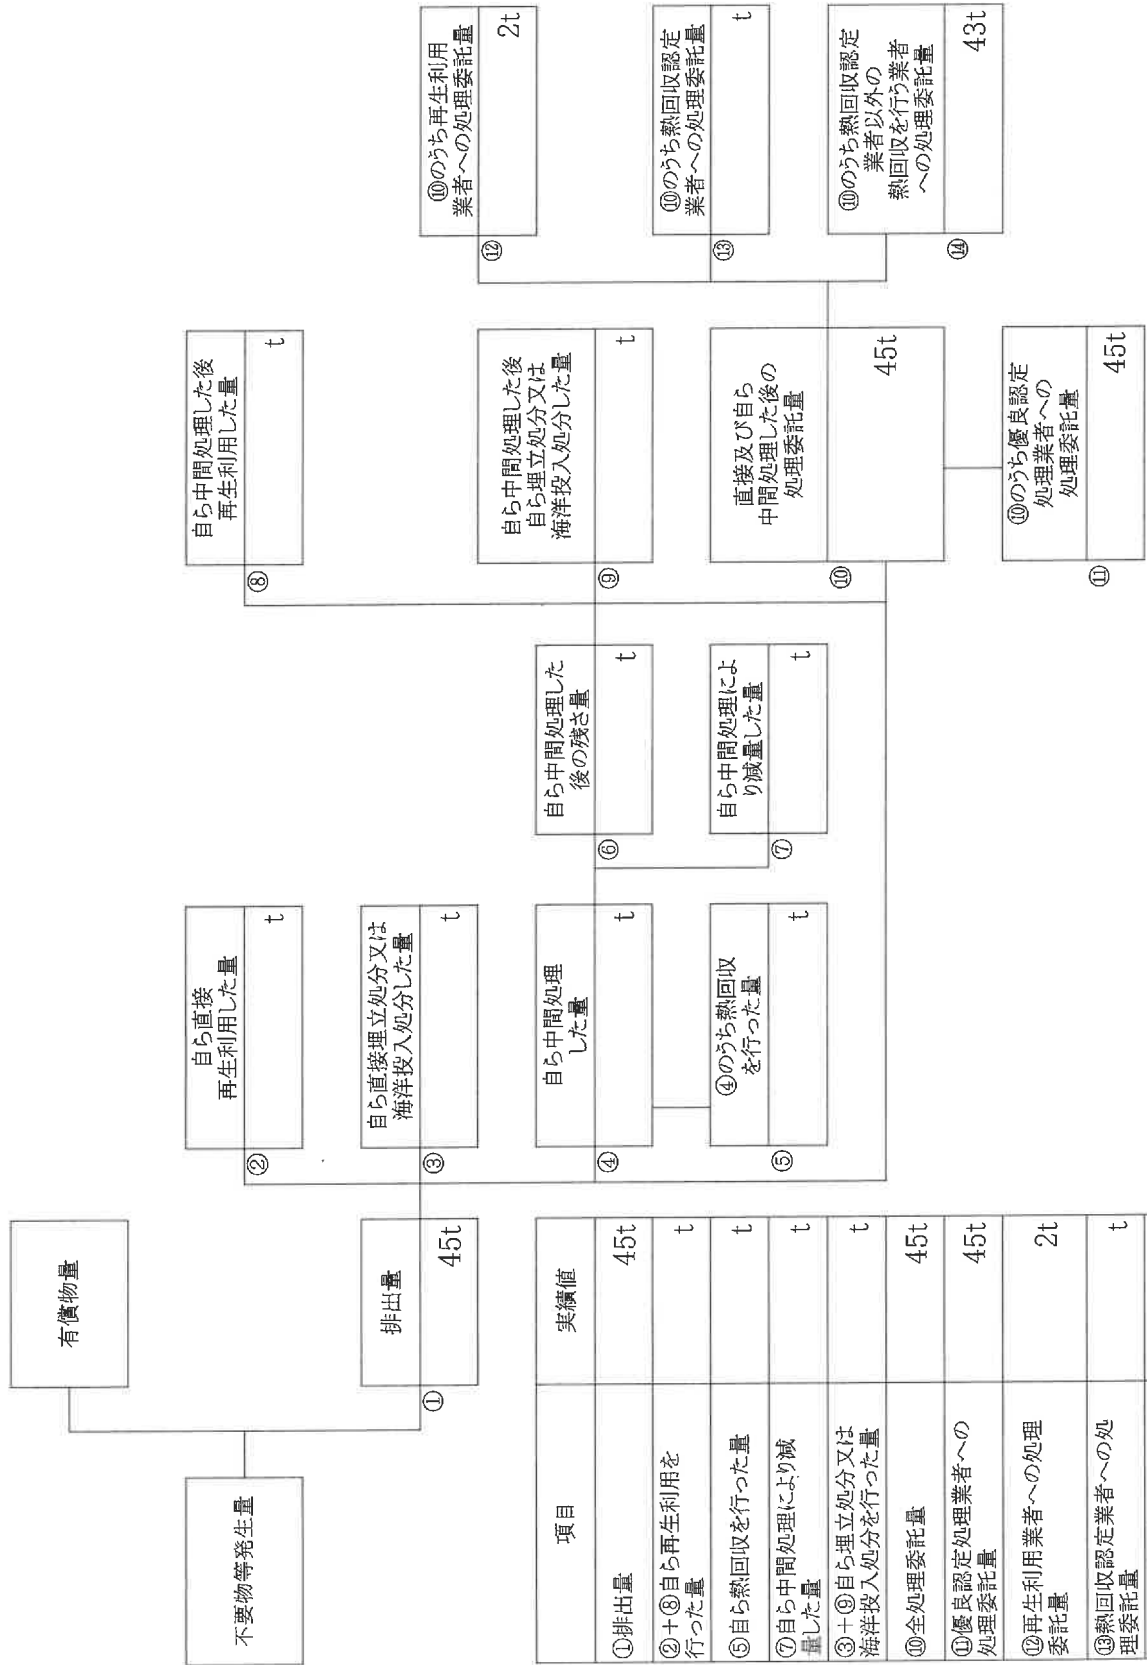 不要物等発生量
有償物量
排出量
①
45t
自ら直接
再生利用した量
②
t
自ら直接埋立処分又は
海洋投入処分した量
③
t
自ら中間処理
した量
④
t
④のうち熱回収
を行った量
⑤
t
自ら中間処理した
後の残さ量
⑥
t
自ら中間処理によ
り減量した量
⑦
t
自ら中間処理した後
再生利用した量
⑧
t
自ら中間処理した後
自ら埋立処分又は
海洋投入処分した量
⑨
t
直接及び自ら
中間処理した後の
処理委託量
⑩
45t
⑩のうち優良認定
処理業者への
処理委託量
⑪
45t
⑩のうち再生利用
業者への処理委託量
⑫
2t
⑩のうち熱回収認定
業者への処理委託量
⑬
t
⑩のうち熱回収認定
業者以外の
熱回収を行う業者
への処理委託量
⑭
43t
項目 実績値
①排出量 45t
②+⑧自ら再生利用を
行った量 t
⑤自ら熱回収を行った量 t
⑦自ら中間処理により減
量した量 t
③+⑨自ら埋立処分又は
海洋投入処分を行った量 t
⑩全処理委託量 45t
⑪優良認定処理業者への
処理委託量 45t
⑫再生利用業者への処理
委託量 2t
⑬熱回収認定業者への処
理委託量 t